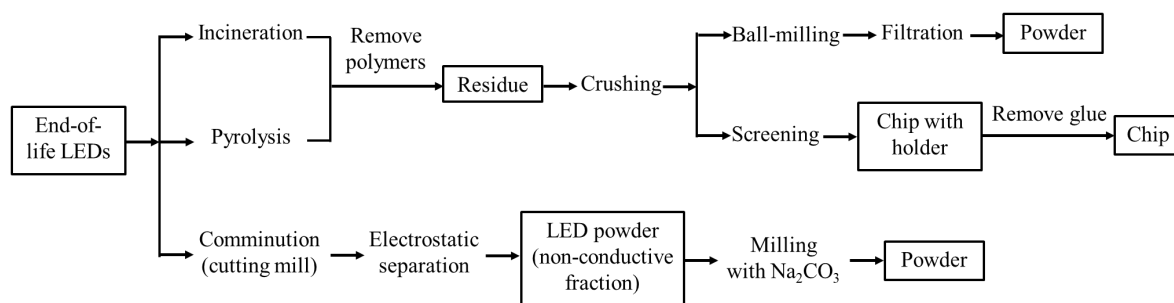 Incineration
Remove
polymers
Ball-milling
Filtration
Powder
Residue
Crushing
End-of-
life LEDs
Pyrolysis
Screening
Chip with
holder
Remove glue
Chip
Comminution
(cutting mill)
Electrostatic
separation
LED powder
(non-conductive
fraction)
Milling
with Na₂CO₃
Powder